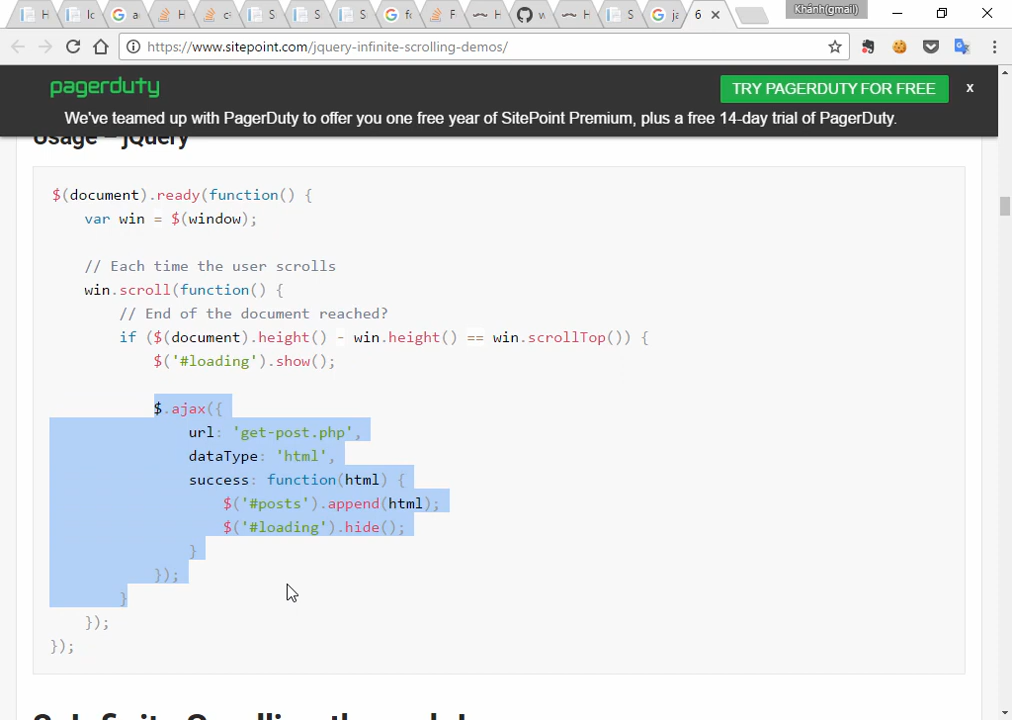 Khánh(gmail)
6
https://www.sitepoint.com/jquery-infinite-scrolling-demos/
pagerduty
TRY PAGERDUTY FOR FREE
x
We've teamed up with PagerDuty to offer you one free year of SitePoint Premium, plus a free 14-day trial of PagerDuty.
Usage – jQuery
$(document).ready(function() {
var win = $(window);
// Each time the user scrolls
win.scroll(function() {
// End of the document reached?
if ($(document).height() - win.height() == win.scrollTop()) {
$('#loading').show();
$.ajax({
url: 'get-post.php',
dataType: 'html',
success: function(html) {
$('#posts').append(html);
$('#loading').hide();
}
});
}
});
});